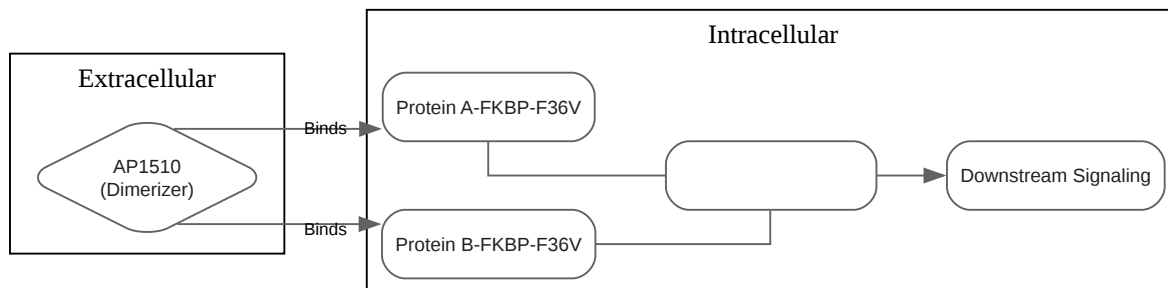 Extracellular
Intracellular
AP1510
(Dimerizer)
Binds
Binds
Protein A-FKBP-F36V
Protein B-FKBP-F36V
Downstream Signaling